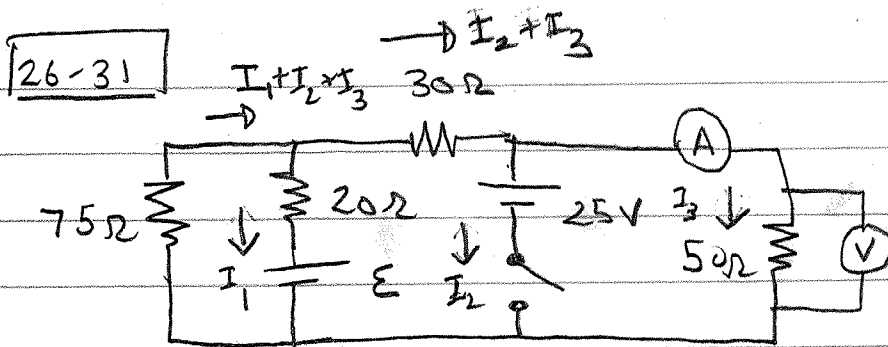 26-31
→ I₂+I₃
I₁+I₂+I₃ 30Ω
→
A
75Ω 20Ω 25V I₃ ↓ 50Ω V
I₁ ↓ ℰ I₂ ↓